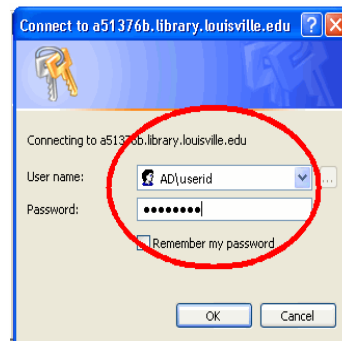 Connect to a51376b.library.louisville.edu
Connecting to a51376b.library.louisville.edu
User name: AD\userid
Password: ●●●●●●●●
Remember my password
OK Cancel